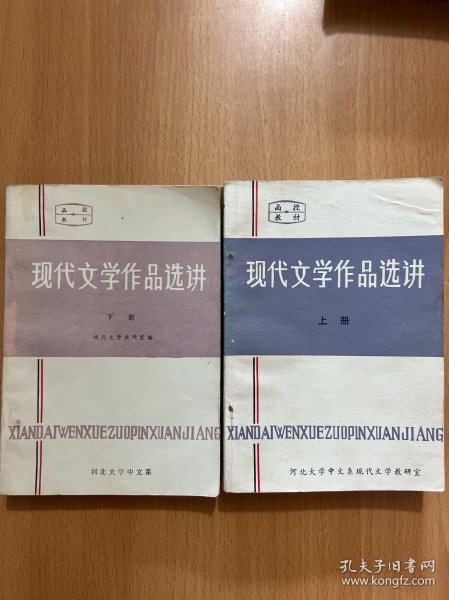 函授
教材
现代文学作品选讲
下册
现代文学教研室编
XIANDAIWENXUEZUOPINXUANJIANG
河北大学中文系
函授
教材
现代文学作品选讲
上册
XIANDAIWENXUEZUOPINXUANJIANG
河北大学中文系现代文学教研室
孔夫子旧书网
www.kongfz.com